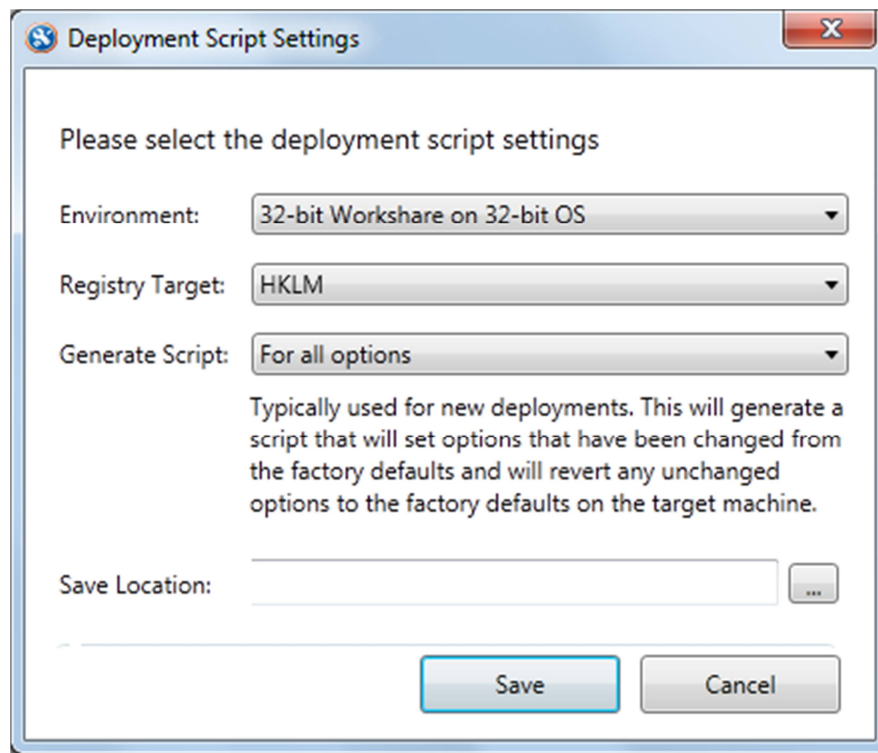 Deployment Script Settings
Please select the deployment script settings
Environment: 32-bit Workshare on 32-bit OS
Registry Target: HKLM
Generate Script: For all options
Typically used for new deployments. This will generate a
script that will set options that have been changed from
the factory defaults and will revert any unchanged
options to the factory defaults on the target machine.
Save Location: ...
Save Cancel